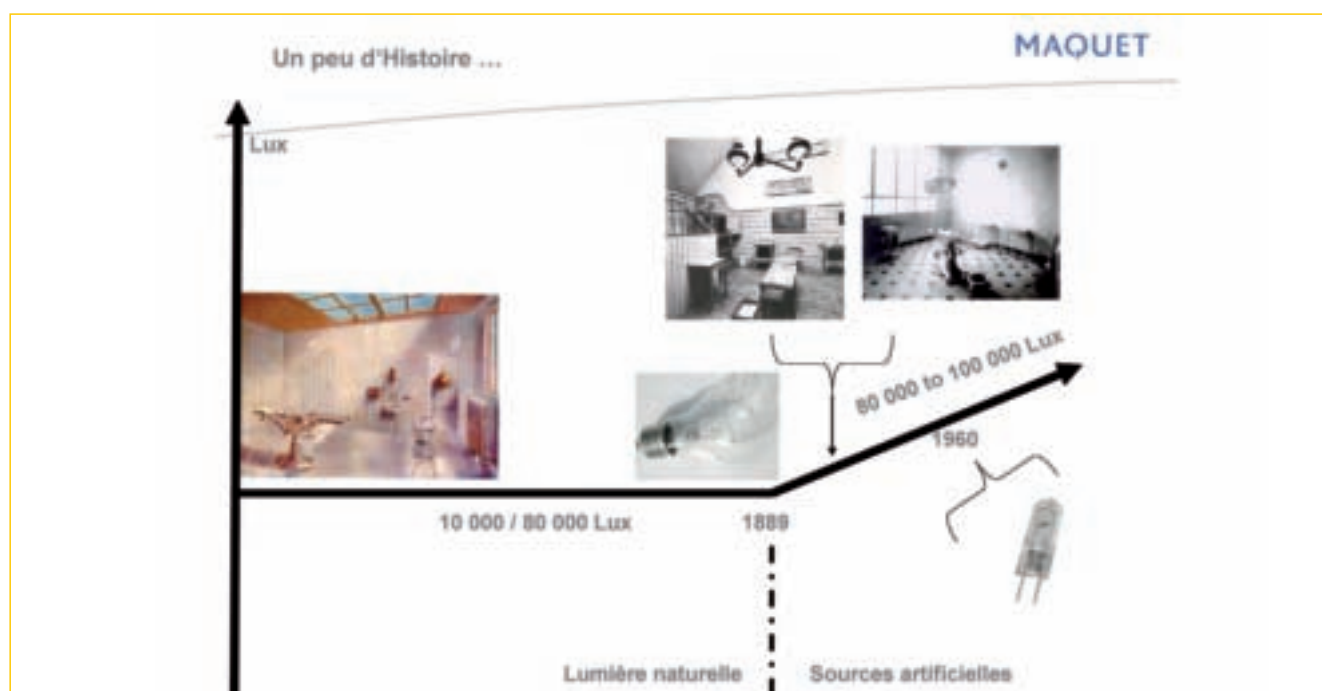 Un peu d'Histoire ...
MAQUET
Lux
80 000 to 100 000 Lux
1960
10 000 / 80 000 Lux
1889
Lumière naturelle
Sources artificielles